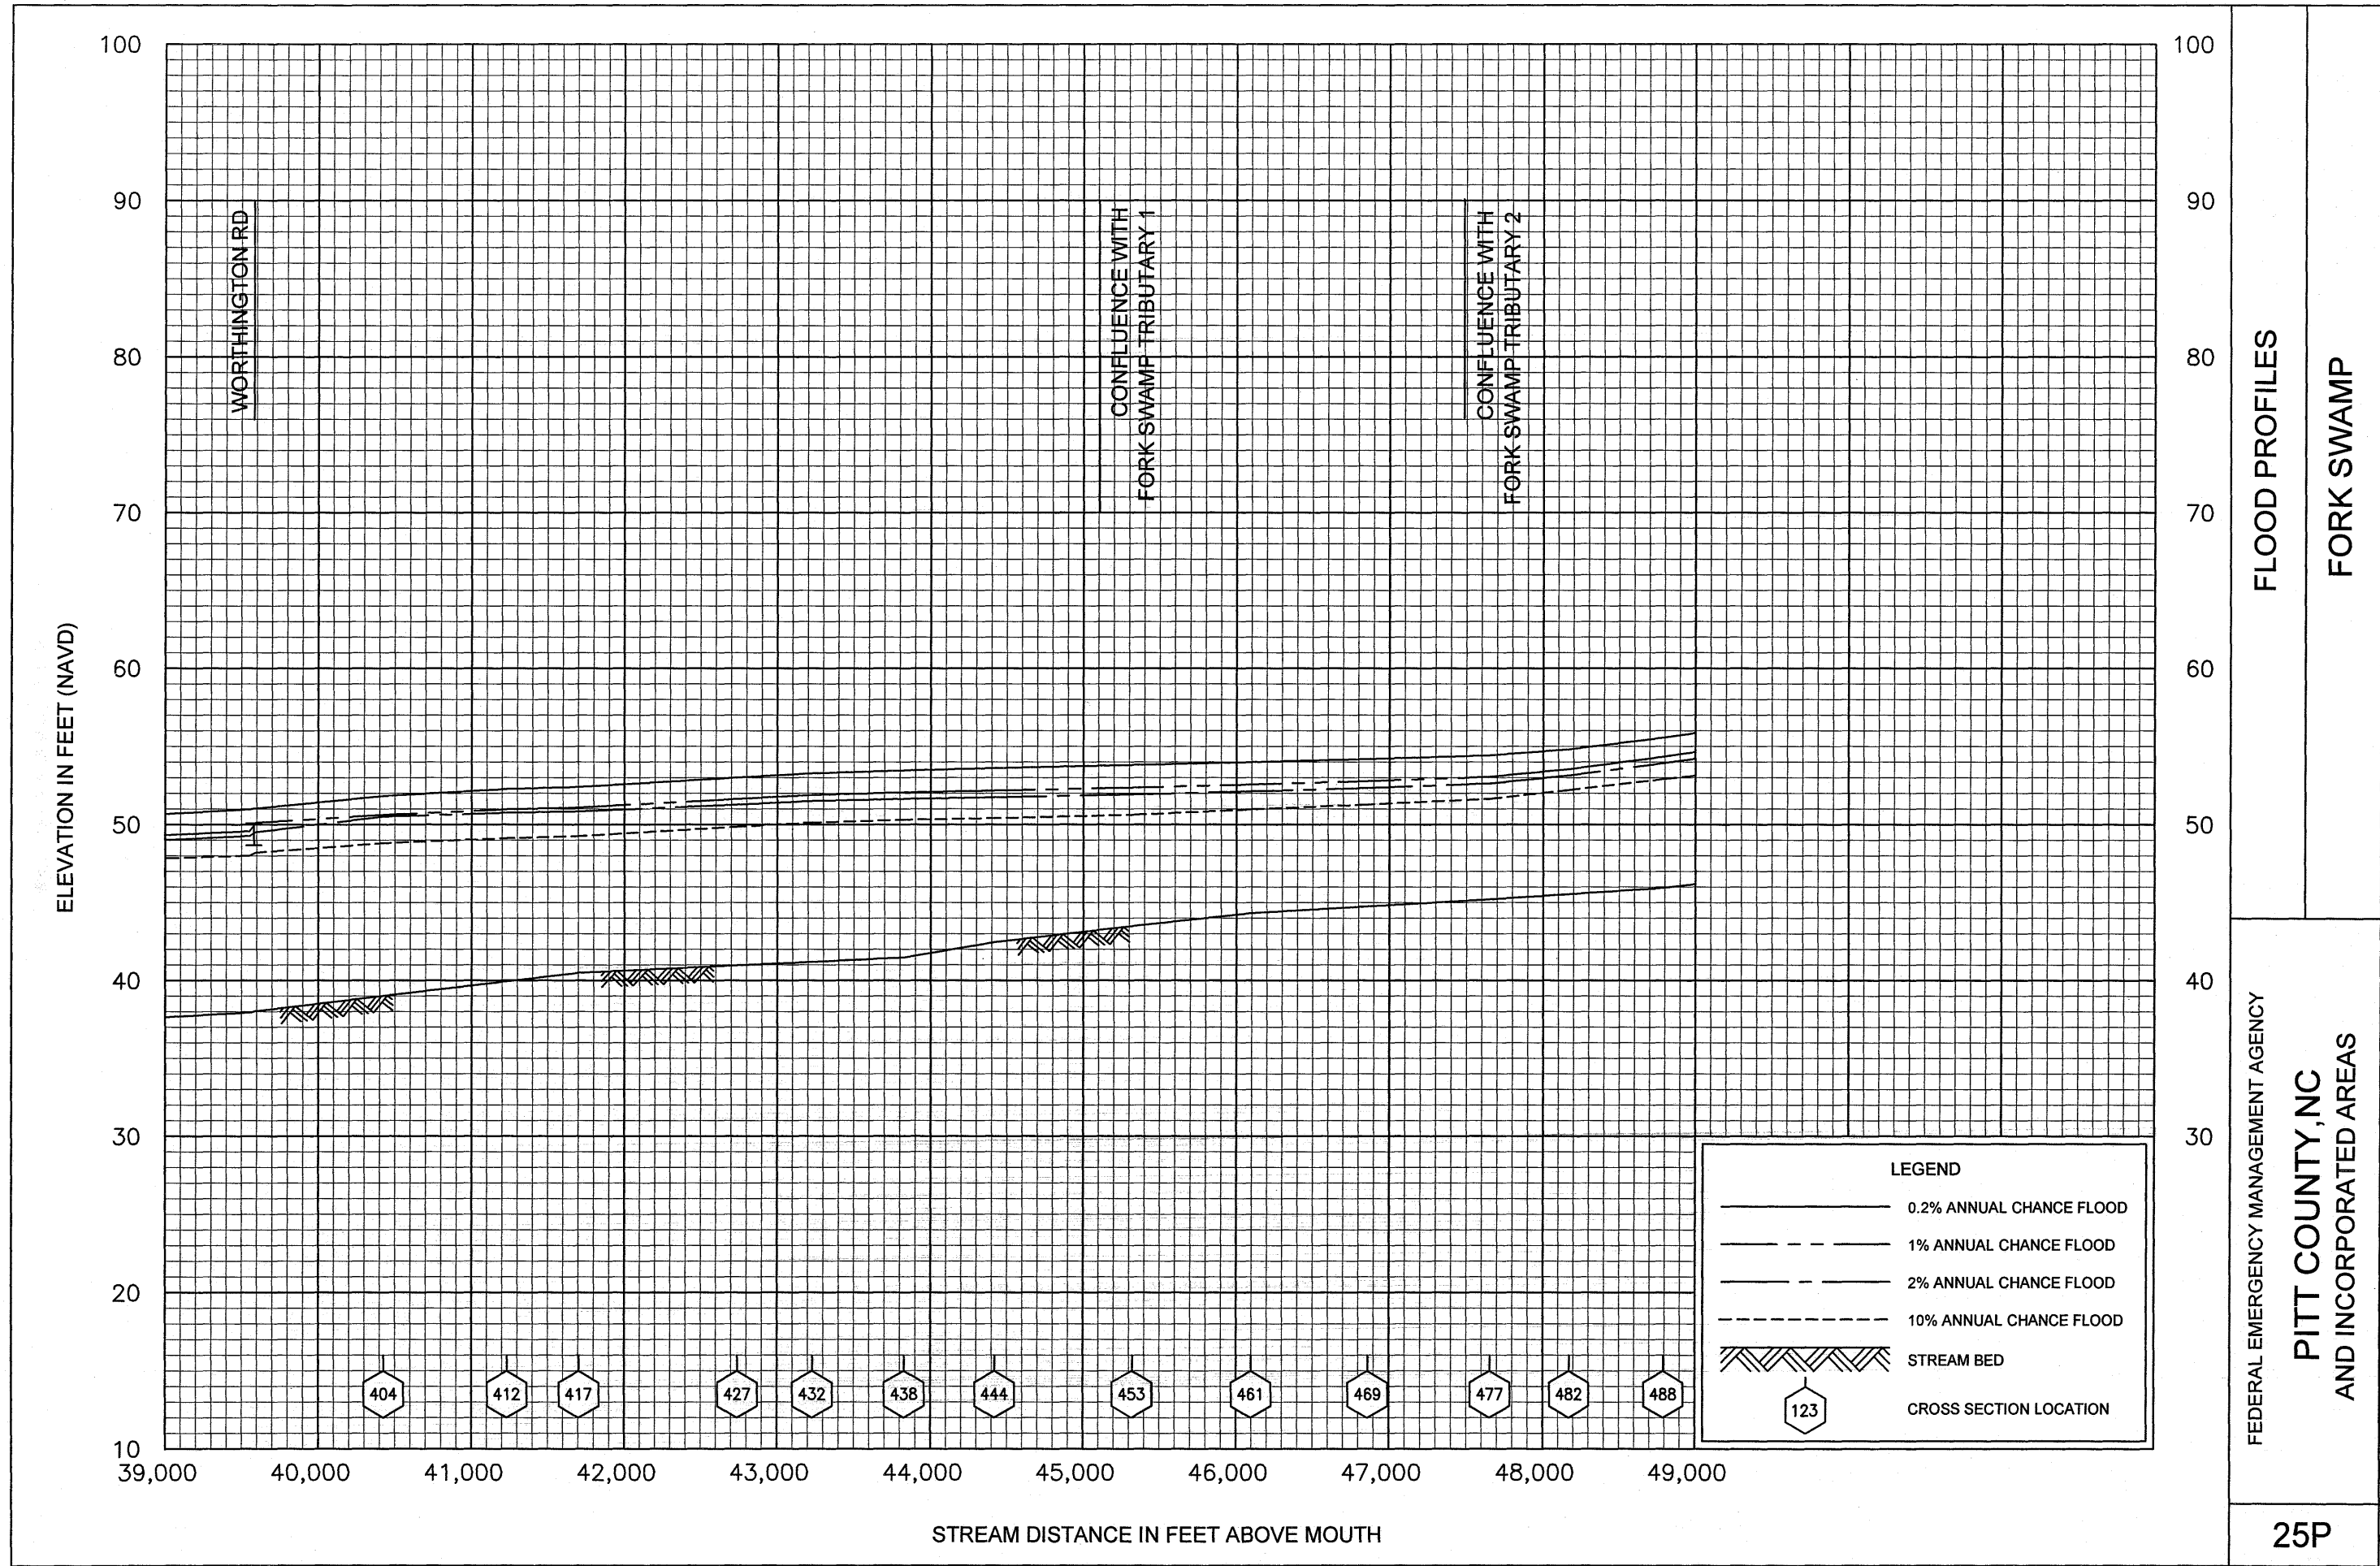 100
90
80
70
60
50
40
30
20
10
ELEVATION IN FEET (NAVD)
WORTHINGTON RD
CONFLUENCE WITH
FORK SWAMP TRIBUTARY 1
CONFLUENCE WITH
FORK SWAMP TRIBUTARY 2
100
90
80
70
60
50
40
30
404
412
417
427
432
438
444
453
461
469
477
482
488
39,000
40,000
41,000
42,000
43,000
44,000
45,000
46,000
47,000
48,000
49,000
STREAM DISTANCE IN FEET ABOVE MOUTH
LEGEND
0.2% ANNUAL CHANCE FLOOD
1% ANNUAL CHANCE FLOOD
2% ANNUAL CHANCE FLOOD
10% ANNUAL CHANCE FLOOD
STREAM BED
123
CROSS SECTION LOCATION
FLOOD PROFILES
FORK SWAMP
FEDERAL EMERGENCY MANAGEMENT AGENCY
PITT COUNTY, NC
AND INCORPORATED AREAS
25P